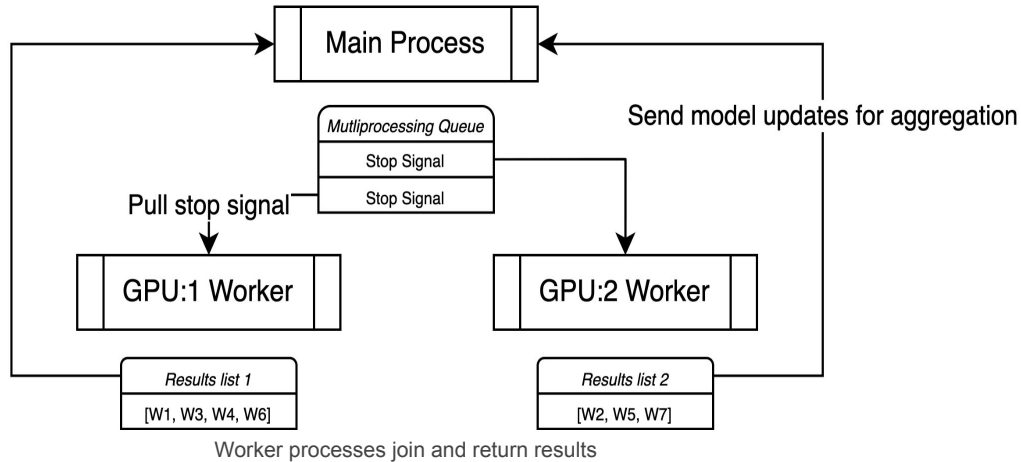 Main Process
Mutliprocessing Queue
Stop Signal
Stop Signal
Send model updates for aggregation
Pull stop signal
GPU:1 Worker
GPU:2 Worker
Results list 1
[W1, W3, W4, W6]
Results list 2
[W2, W5, W7]
Worker processes join and return results